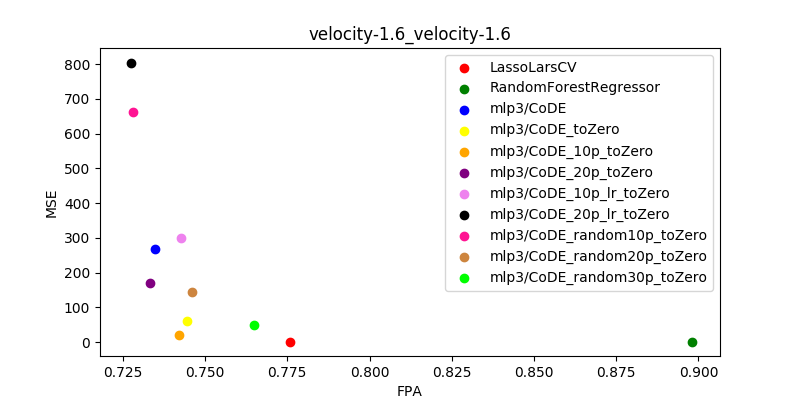 velocity-1.6_velocity-1.6
MSE
800
700
600
500
400
300
200
100
0
LassoLarsCV
RandomForestRegressor
mlp3/CoDE
mlp3/CoDE_toZero
mlp3/CoDE_10p_toZero
mlp3/CoDE_20p_toZero
mlp3/CoDE_10p_lr_toZero
mlp3/CoDE_20p_lr_toZero
mlp3/CoDE_random10p_toZero
mlp3/CoDE_random20p_toZero
mlp3/CoDE_random30p_toZero
0.725 0.750 0.775 0.800 0.825 0.850 0.875 0.900
FPA